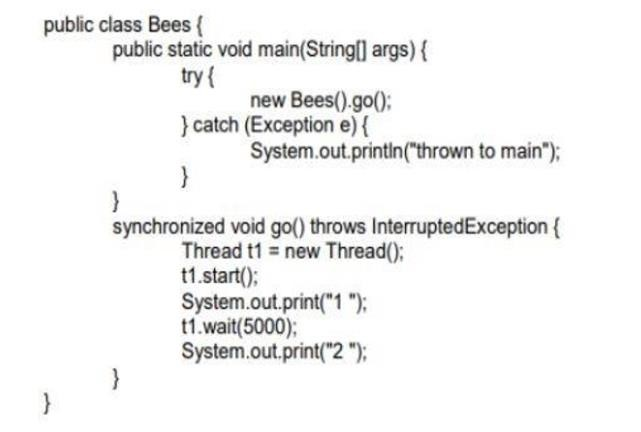 public class Bees {
public static void main(String[] args) {
try {
new Bees().go();
} catch (Exception e) {
System.out.println("thrown to main");
}
}
synchronized void go() throws InterruptedException {
Thread t1 = new Thread();
t1.start();
System.out.print("1 ");
t1.wait(5000);
System.out.print("2 ");
}
}